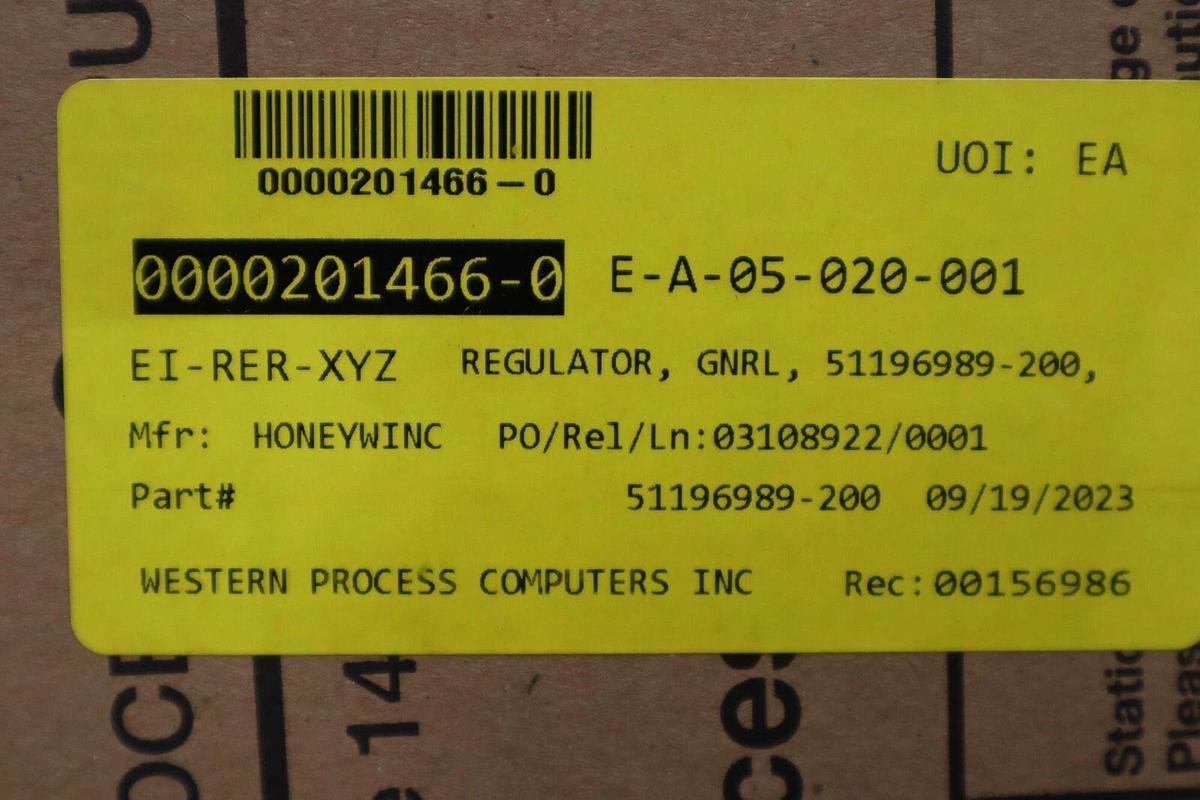 0000201466-0
UOI: EA
0000201466-0 E-A-05-020-001
EI-RER-XYZ REGULATOR, GNRL, 51196989-200,
Mfr: HONEYWINC PO/Rel/Ln:03108922/0001
Part# 51196989-200 09/19/2023
WESTERN PROCESS COMPUTERS INC Rec:00156986